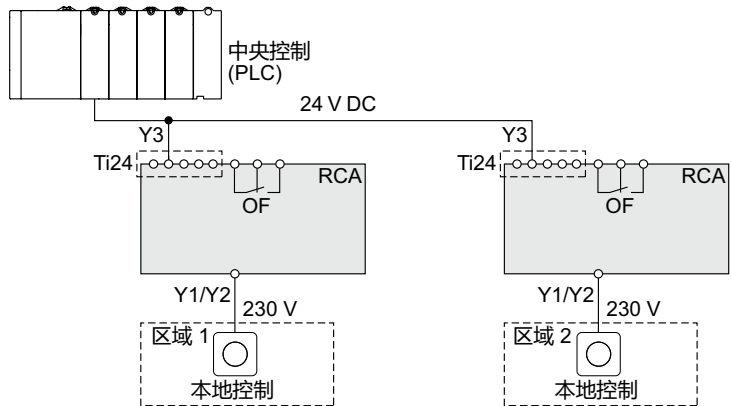 中央控制
(PLC)
24 V DC
Y3
Y3
Ti24
RCA
Ti24
RCA
OF
OF
Y1/Y2
230 V
Y1/Y2
230 V
区域 1
区域 2
本地控制
本地控制